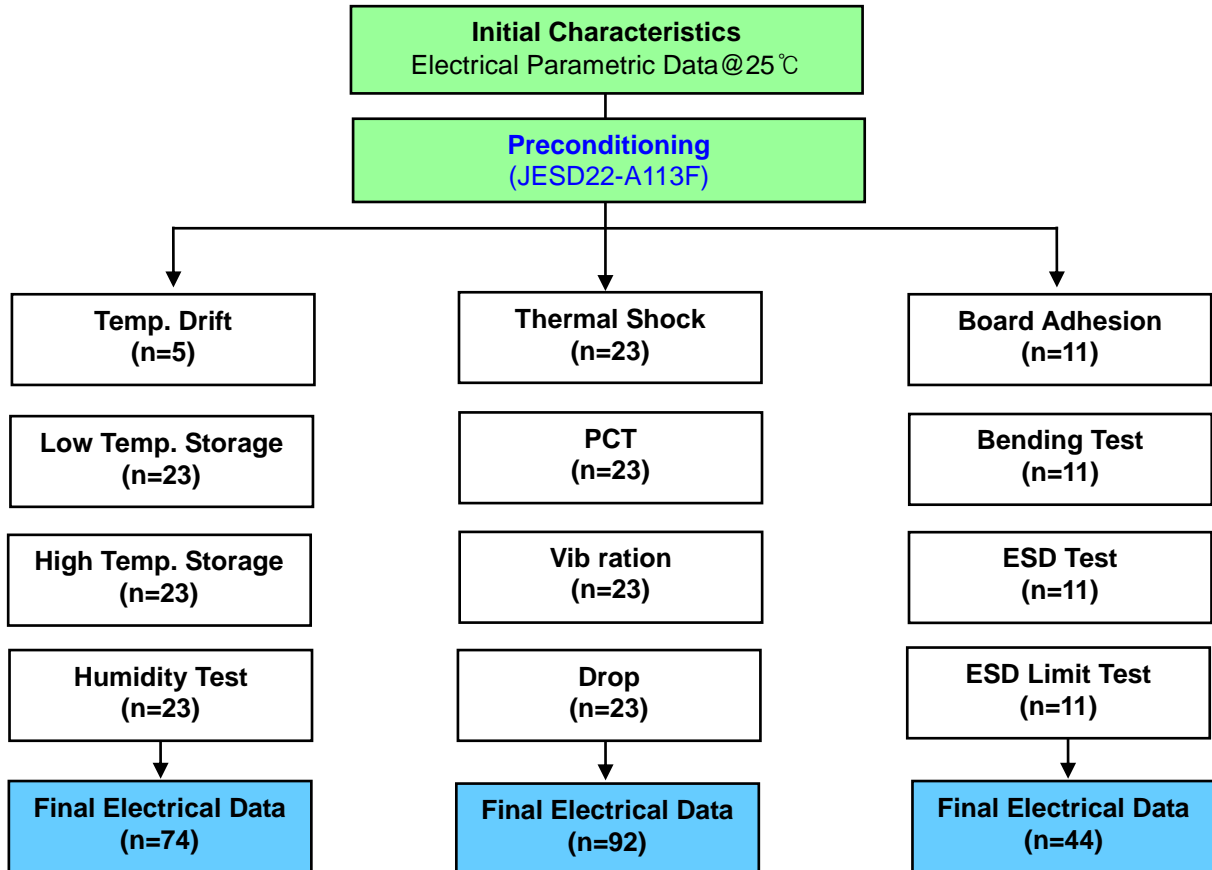 Initial Characteristics
Electrical Parametric Data@25℃
Preconditioning
(JESD22-A113F)
Temp. Drift
(n=5)
Low Temp. Storage
(n=23)
High Temp. Storage
(n=23)
Humidity Test
(n=23)
Final Electrical Data
(n=74)
Thermal Shock
(n=23)
PCT
(n=23)
Vib ration
(n=23)
Drop
(n=23)
Final Electrical Data
(n=92)
Board Adhesion
(n=11)
Bending Test
(n=11)
ESD Test
(n=11)
ESD Limit Test
(n=11)
Final Electrical Data
(n=44)